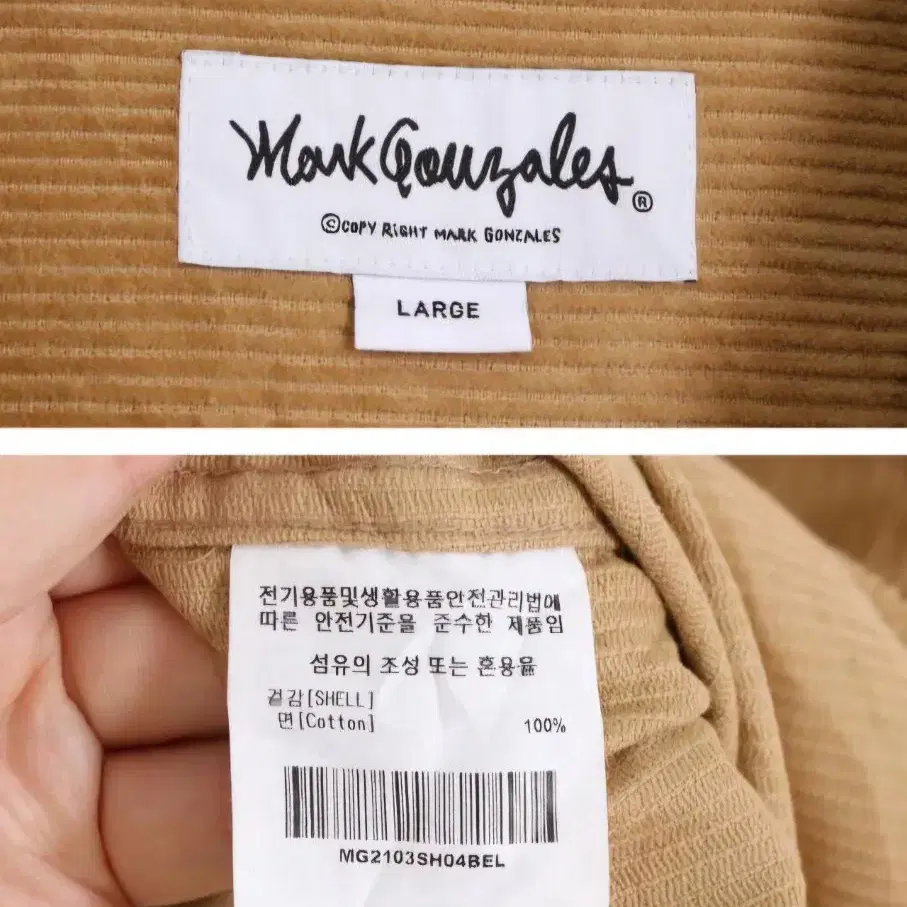 Mark Gonzales ®
©COPY RIGHT MARK GONZALES
LARGE
전기용품및생활용품안전관리법에
따른 안전기준을 준수한 제품임
섬유의 조성 또는 혼용율
겉감[SHELL]
면[Cotton] 100%
MG2103SH04BEL